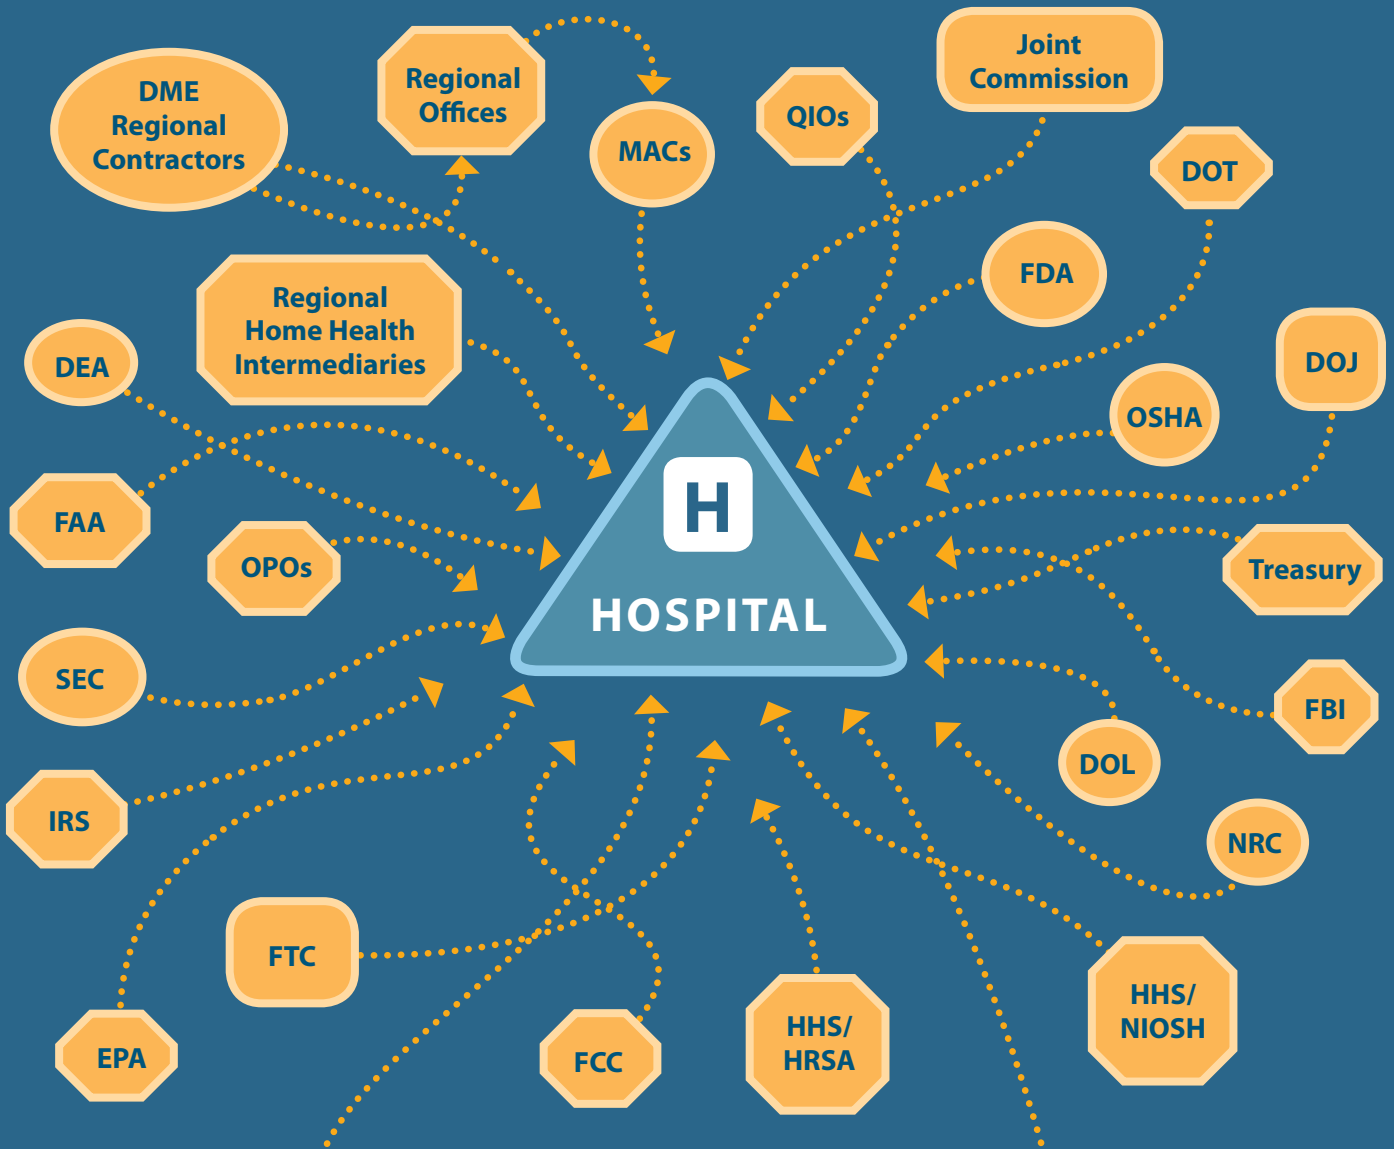 Joint
Commission
DME
Regional
Contractors
Regional
Offices
MACs
QIOs
DOT
FDA
Regional
Home Health
Intermediaries
DEA
DOJ
OSHA
FAA
OPOs
H
HOSPITAL
Treasury
SEC
FBI
IRS
DOL
NRC
FTC
EPA
FCC
HHS/
HRSA
HHS/
NIOSH